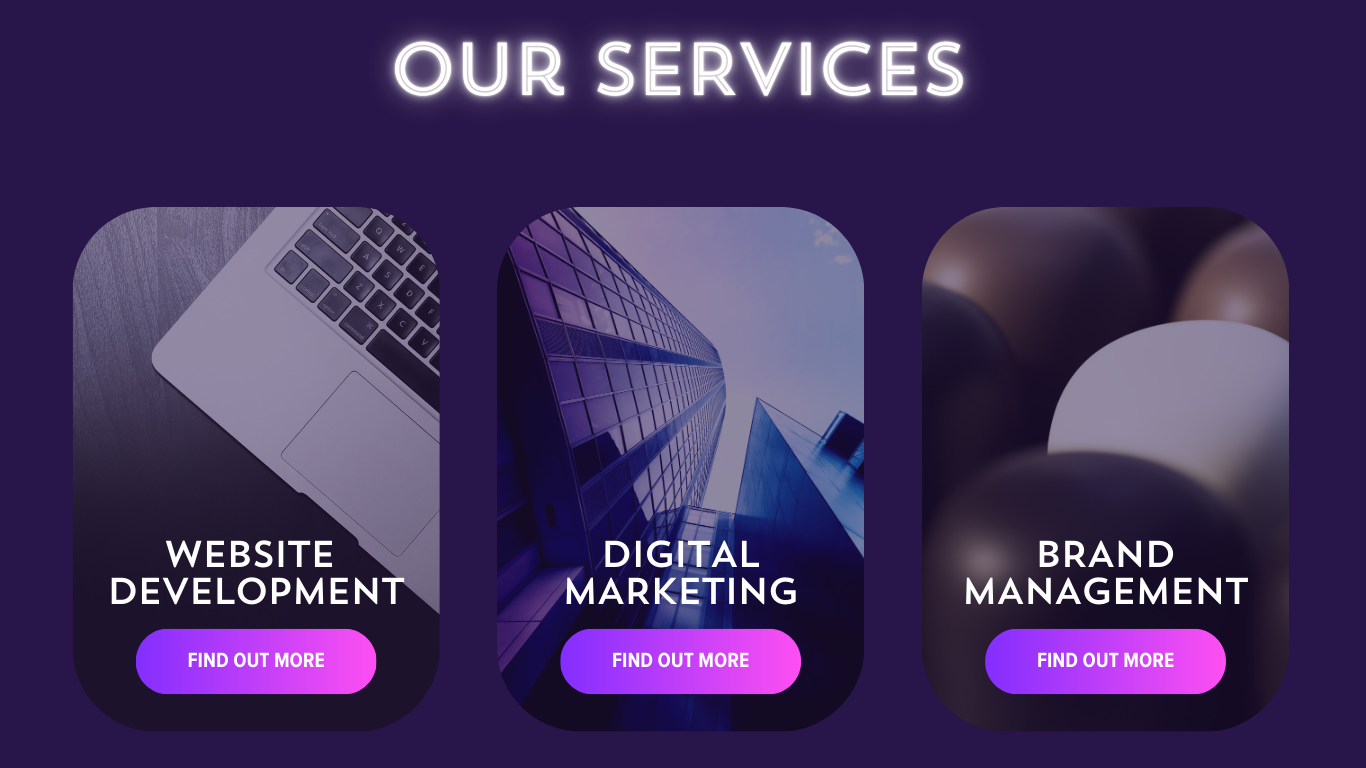 OUR SERVICES
WEBSITE
DEVELOPMENT
FIND OUT MORE
DIGITAL
MARKETING
FIND OUT MORE
BRAND
MANAGEMENT
FIND OUT MORE